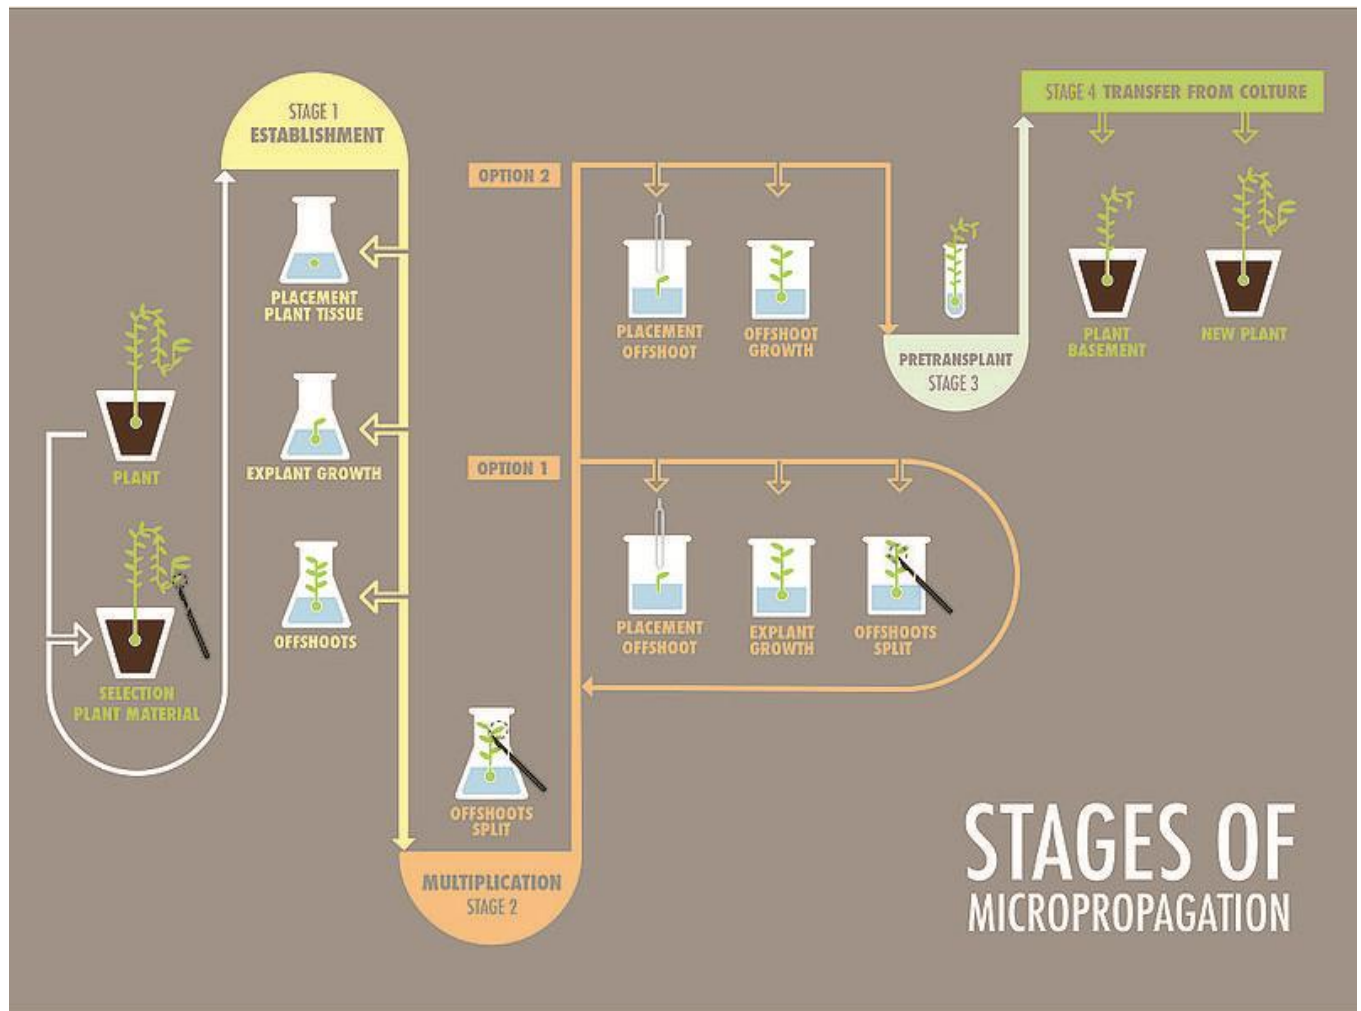 PLANT
SELECTION
PLANT MATERIAL
STAGE 1
ESTABLISHMENT
PLACEMENT
PLANT TISSUE
EXPLANT GROWTH
OFFSHOOTS
OFFSHOOTS
SPLIT
MULTIPLICATION
STAGE 2
OPTION 1
PLACEMENT
OFFSHOOT
EXPLANT
GROWTH
OFFSHOOTS
SPLIT
OPTION 2
PLACEMENT
OFFSHOOT
OFFSHOOT
GROWTH
PRETRANSPLANT
STAGE 3
STAGE 4 TRANSFER FROM COLTURE
PLANT
BASEMENT
NEW PLANT
STAGES OF
MICROPROPAGATION